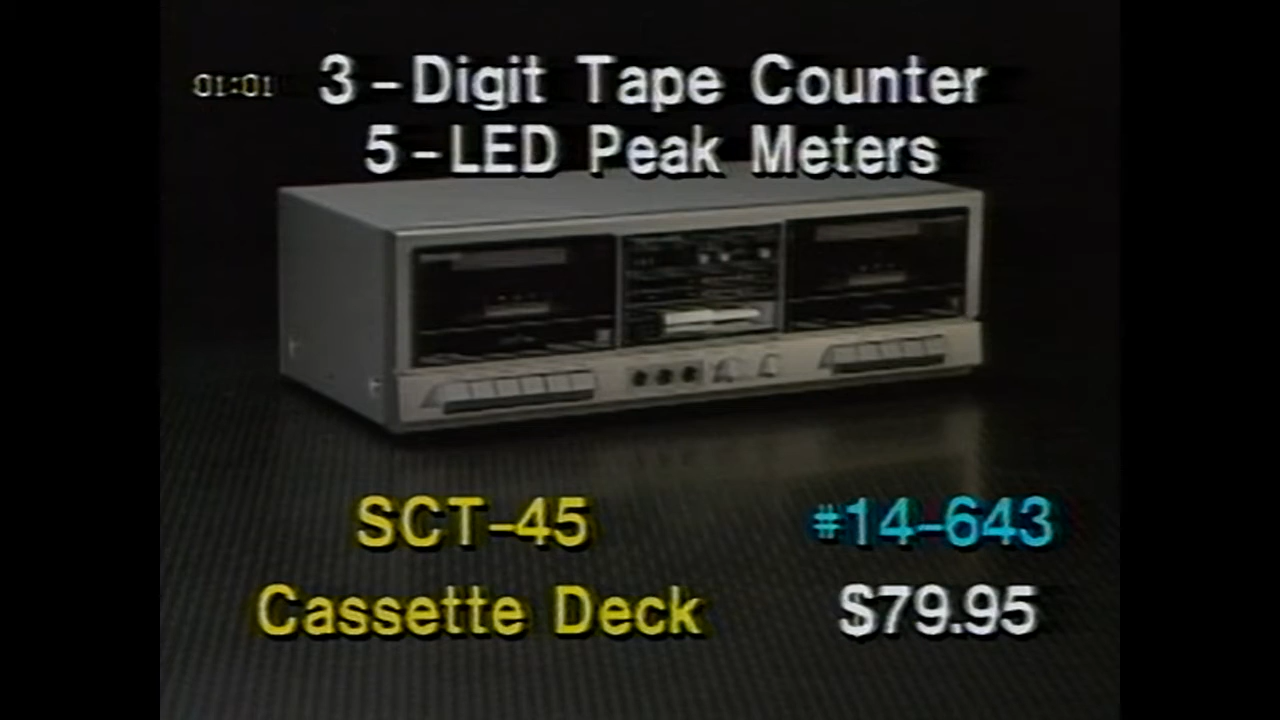 01:01
3-Digit Tape Counter
5-LED Peak Meters
SCT-45 #14-643
Cassette Deck $79.95